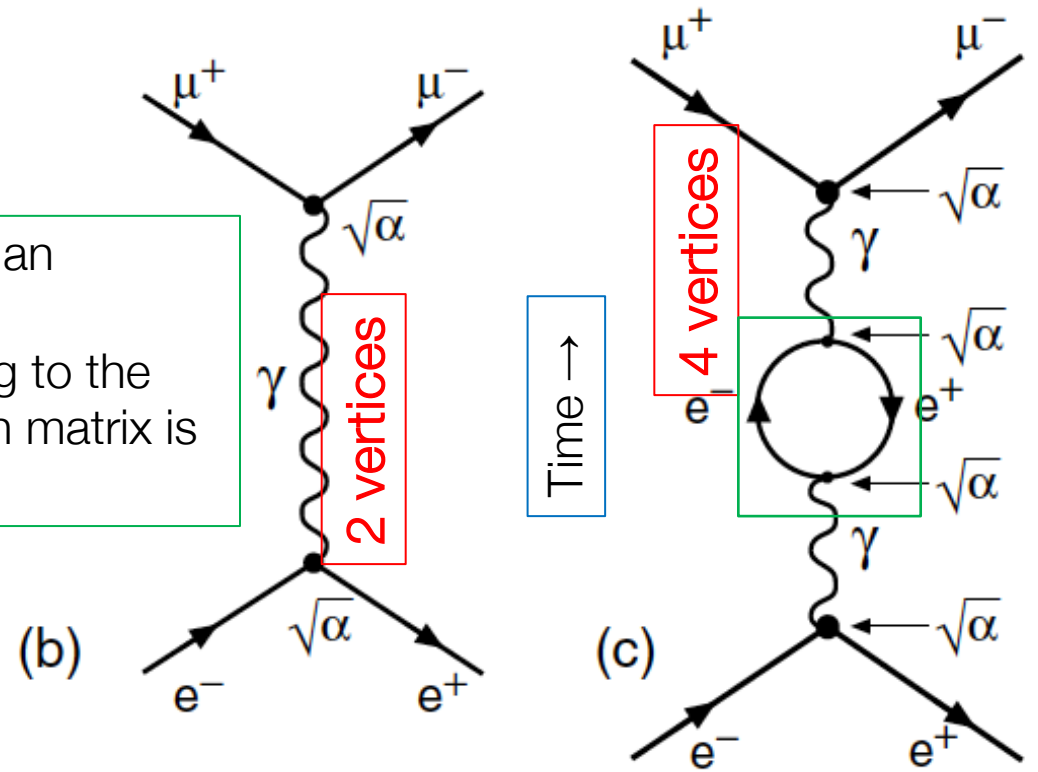 an
g to the
n matrix is
μ⁺
μ⁻
√α
γ
2 vertices
√α
(b)
e⁻
e⁺
Time →
μ⁺
μ⁻
4 vertices
√α
γ
√α
e⁻
e⁺
√α
γ
√α
(c)
e⁻
e⁺